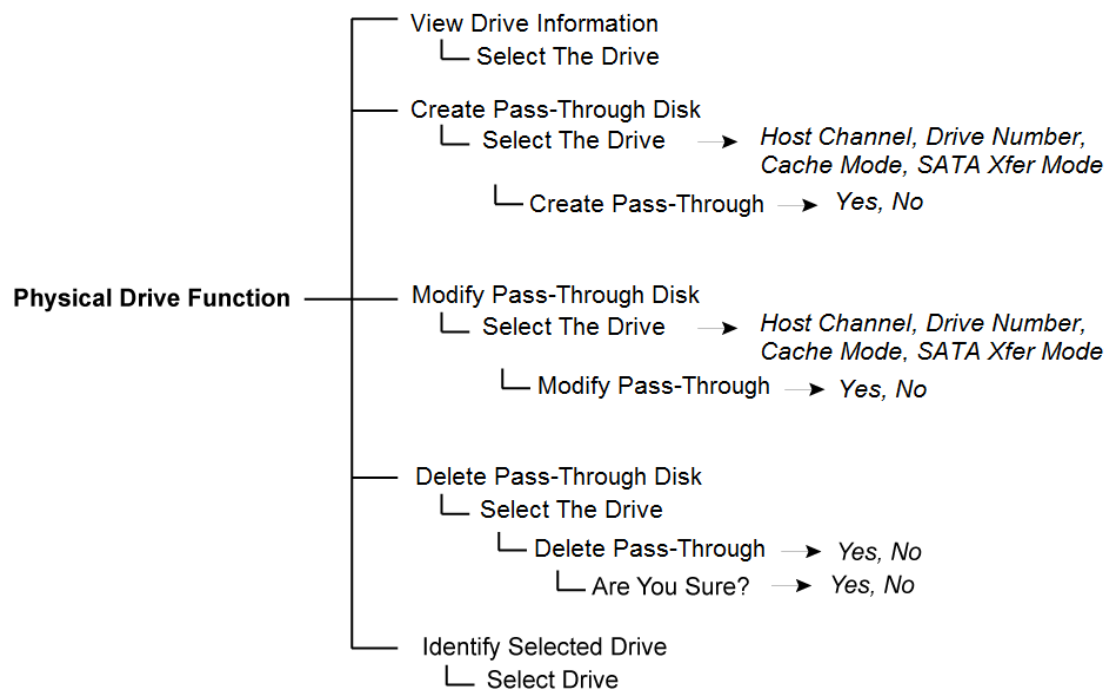 View Drive Information
Select The Drive
Create Pass-Through Disk
Select The Drive
Host Channel, Drive Number,
Cache Mode, SATA Xfer Mode
Create Pass-Through
Yes, No
Physical Drive Function
Modify Pass-Through Disk
Select The Drive
Host Channel, Drive Number,
Cache Mode, SATA Xfer Mode
Modify Pass-Through
Yes, No
Delete Pass-Through Disk
Select The Drive
Delete Pass-Through
Yes, No
Are You Sure?
Yes, No
Identify Selected Drive
Select Drive